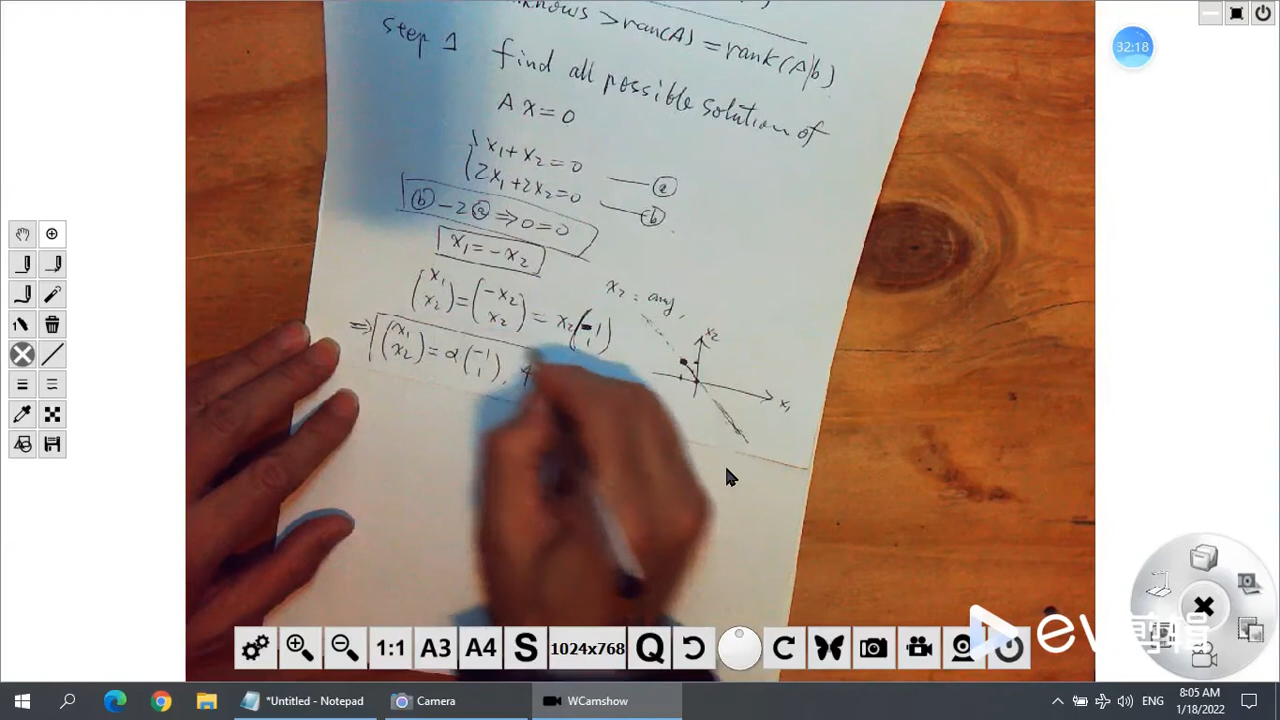 knows > ran(A) = rank(A|b)
step 1 find all possible solution of
A x = 0
x₁ + x₂ = 0 — ⓐ
2x₁ + 2x₂ = 0 — ⓑ
ⓑ - 2ⓐ ⇒ 0 = 0
x₁ = -x₂
x₂ = any,
(x₁ x₂) = (-x₂ x₂) = x₂(-1 1)
⇒ (x₁ x₂) = α(-1 1),
x₂
x₁
32:18
1:1 A3 A4 S 1024x768 Q
*Untitled - Notepad Camera WCamshow
ENG
8:05 AM
1/18/2022